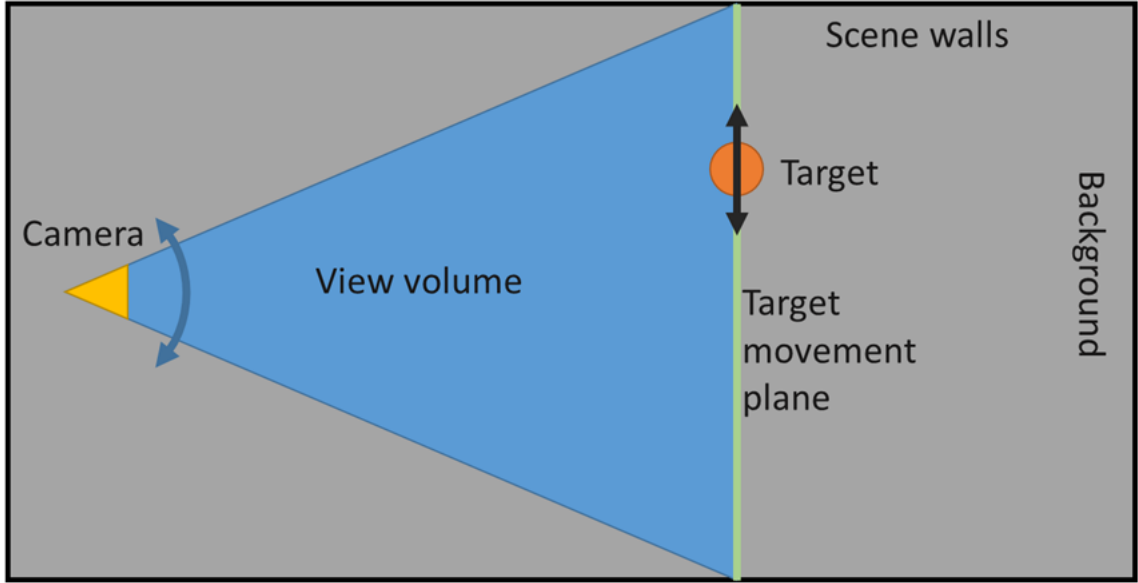 Scene walls
Target
Camera
View volume
Target
movement
plane
Background